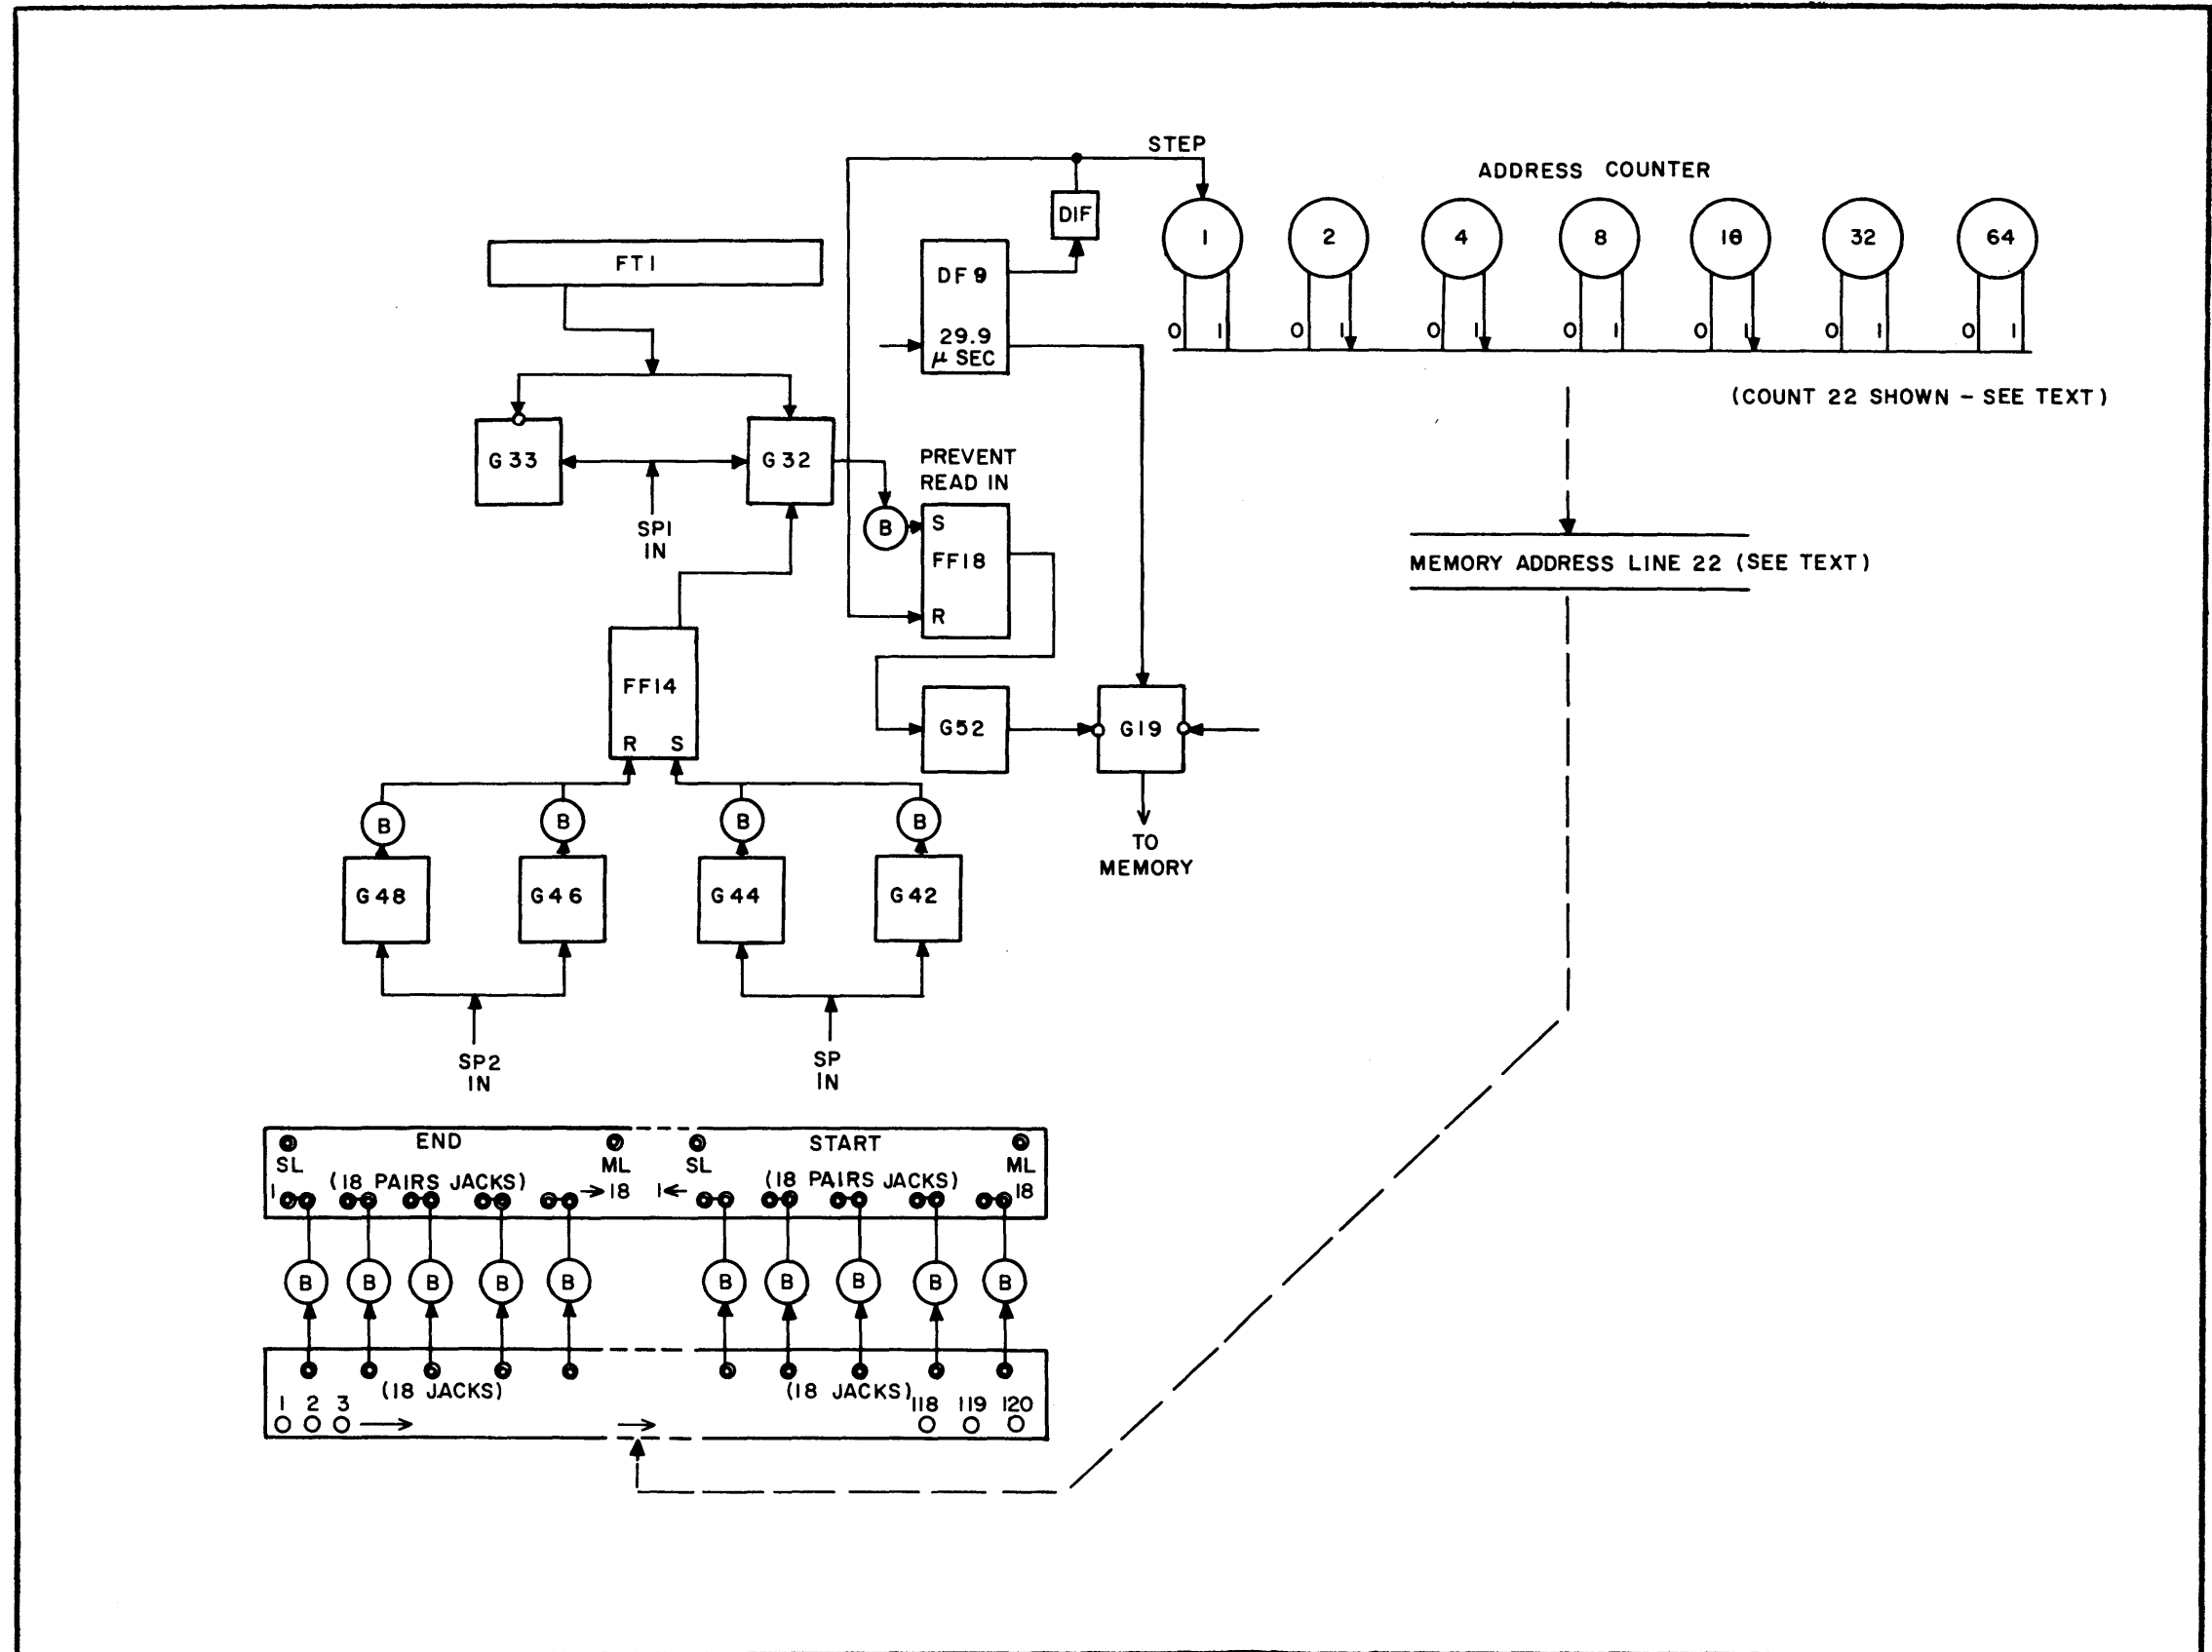 STEP
ADDRESS COUNTER
DIF
1 2 4 8 16 32 64
FT1
DF9
29.9
μ SEC
0 1 0 1 0 1 0 1 0 1 0 1 0 1
(COUNT 22 SHOWN - SEE TEXT)
G33
G32
SP1
IN
PREVENT
READ IN
B
S
FF18
R
MEMORY ADDRESS LINE 22 (SEE TEXT)
FF14
R S
G52
G19
TO
MEMORY
B B B B
G48 G46 G44 G42
SP2
IN
SP
IN
END START
SL ML SL ML
(18 PAIRS JACKS) (18 PAIRS JACKS)
1 18 1 18
B B B B B B B B B B
(18 JACKS) (18 JACKS)
1 2 3 118 119 120